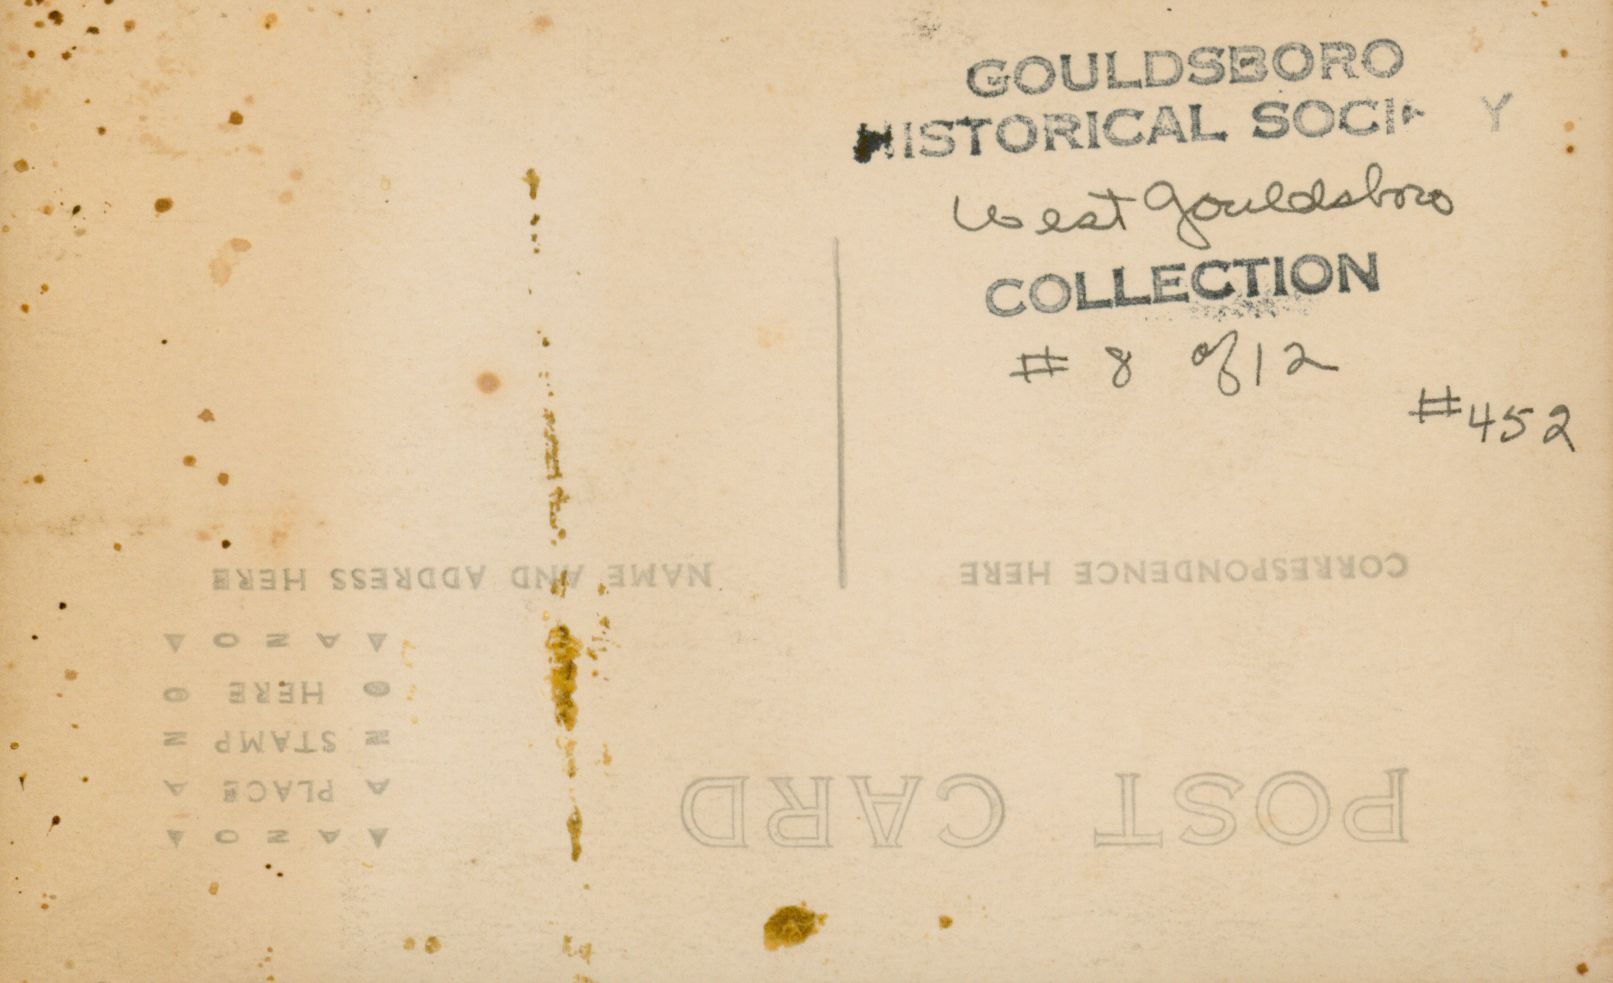 GOULDSBORO
HISTORICAL SOCIETY
West Gouldsboro
COLLECTION
# 8 of 12
#452
POST CARD
▲ A Z O ▲
A PLACE A
Z STAMP Z
O HERE O
▲ A Z O ▲
CORRESPONDENCE HERE
NAME AND ADDRESS HERE